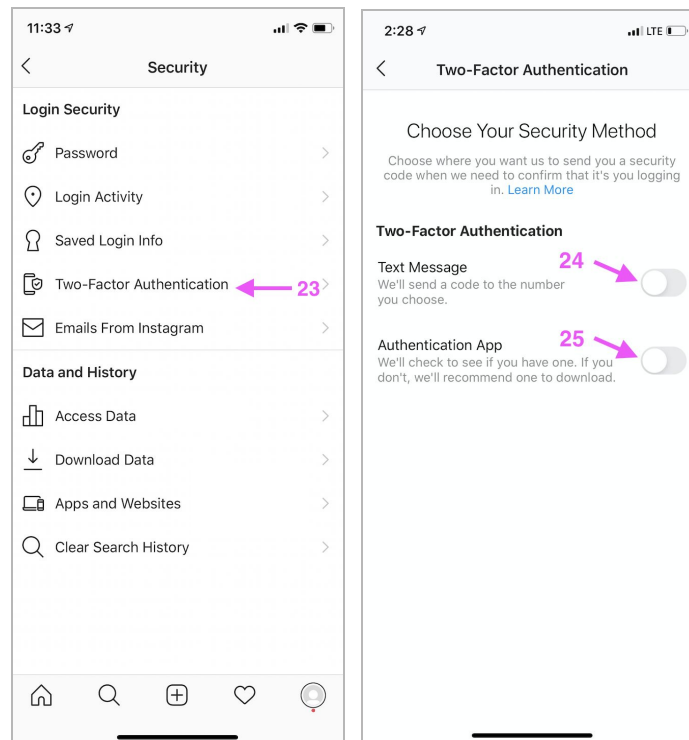 11:33
Security
Login Security
Password
Login Activity
Saved Login Info
Two-Factor Authentication
23
Emails From Instagram
Data and History
Access Data
Download Data
Apps and Websites
Clear Search History
2:28
LTE
Two-Factor Authentication
Choose Your Security Method
Choose where you want us to send you a security
code when we need to confirm that it's you logging
in. Learn More
Two-Factor Authentication
24
Text Message
We'll send a code to the number
you choose.
25
Authentication App
We'll check to see if you have one. If you
don't, we'll recommend one to download.